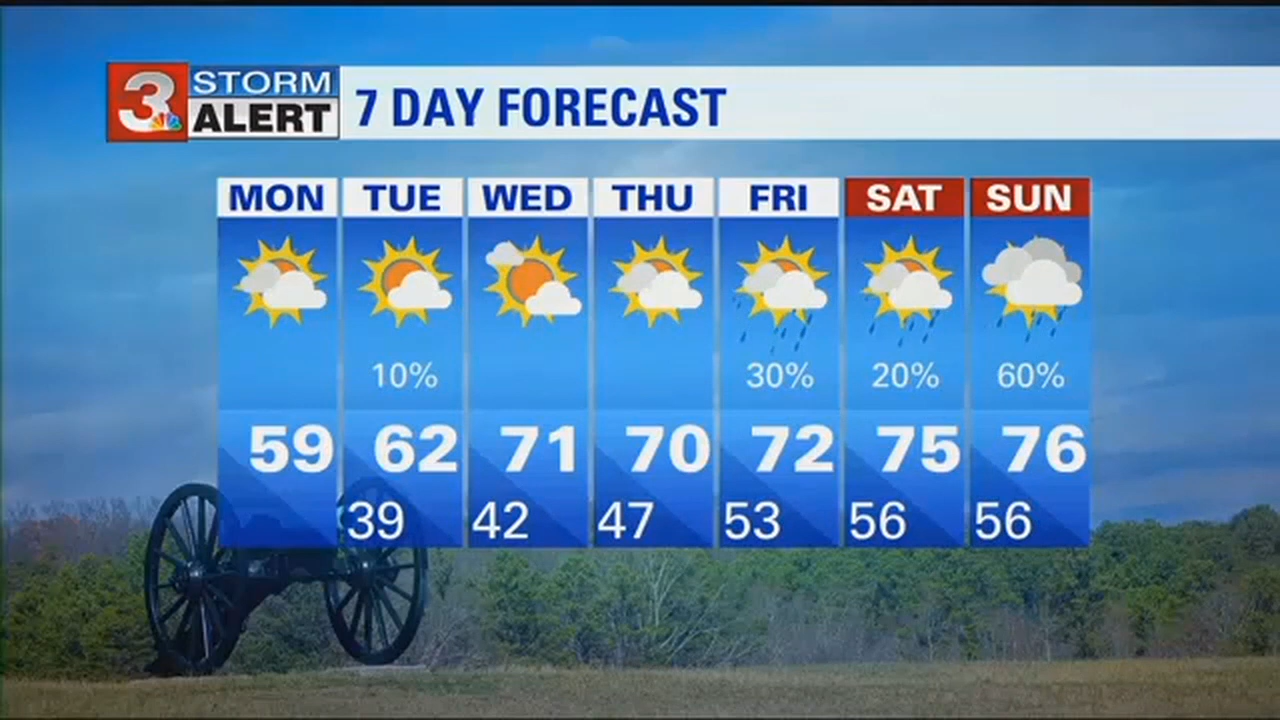 3 STORM
ALERT
7 DAY FORECAST
MON TUE WED THU FRI SAT SUN
10% 30% 20% 60%
59 62 71 70 72 75 76
39 42 47 53 56 56